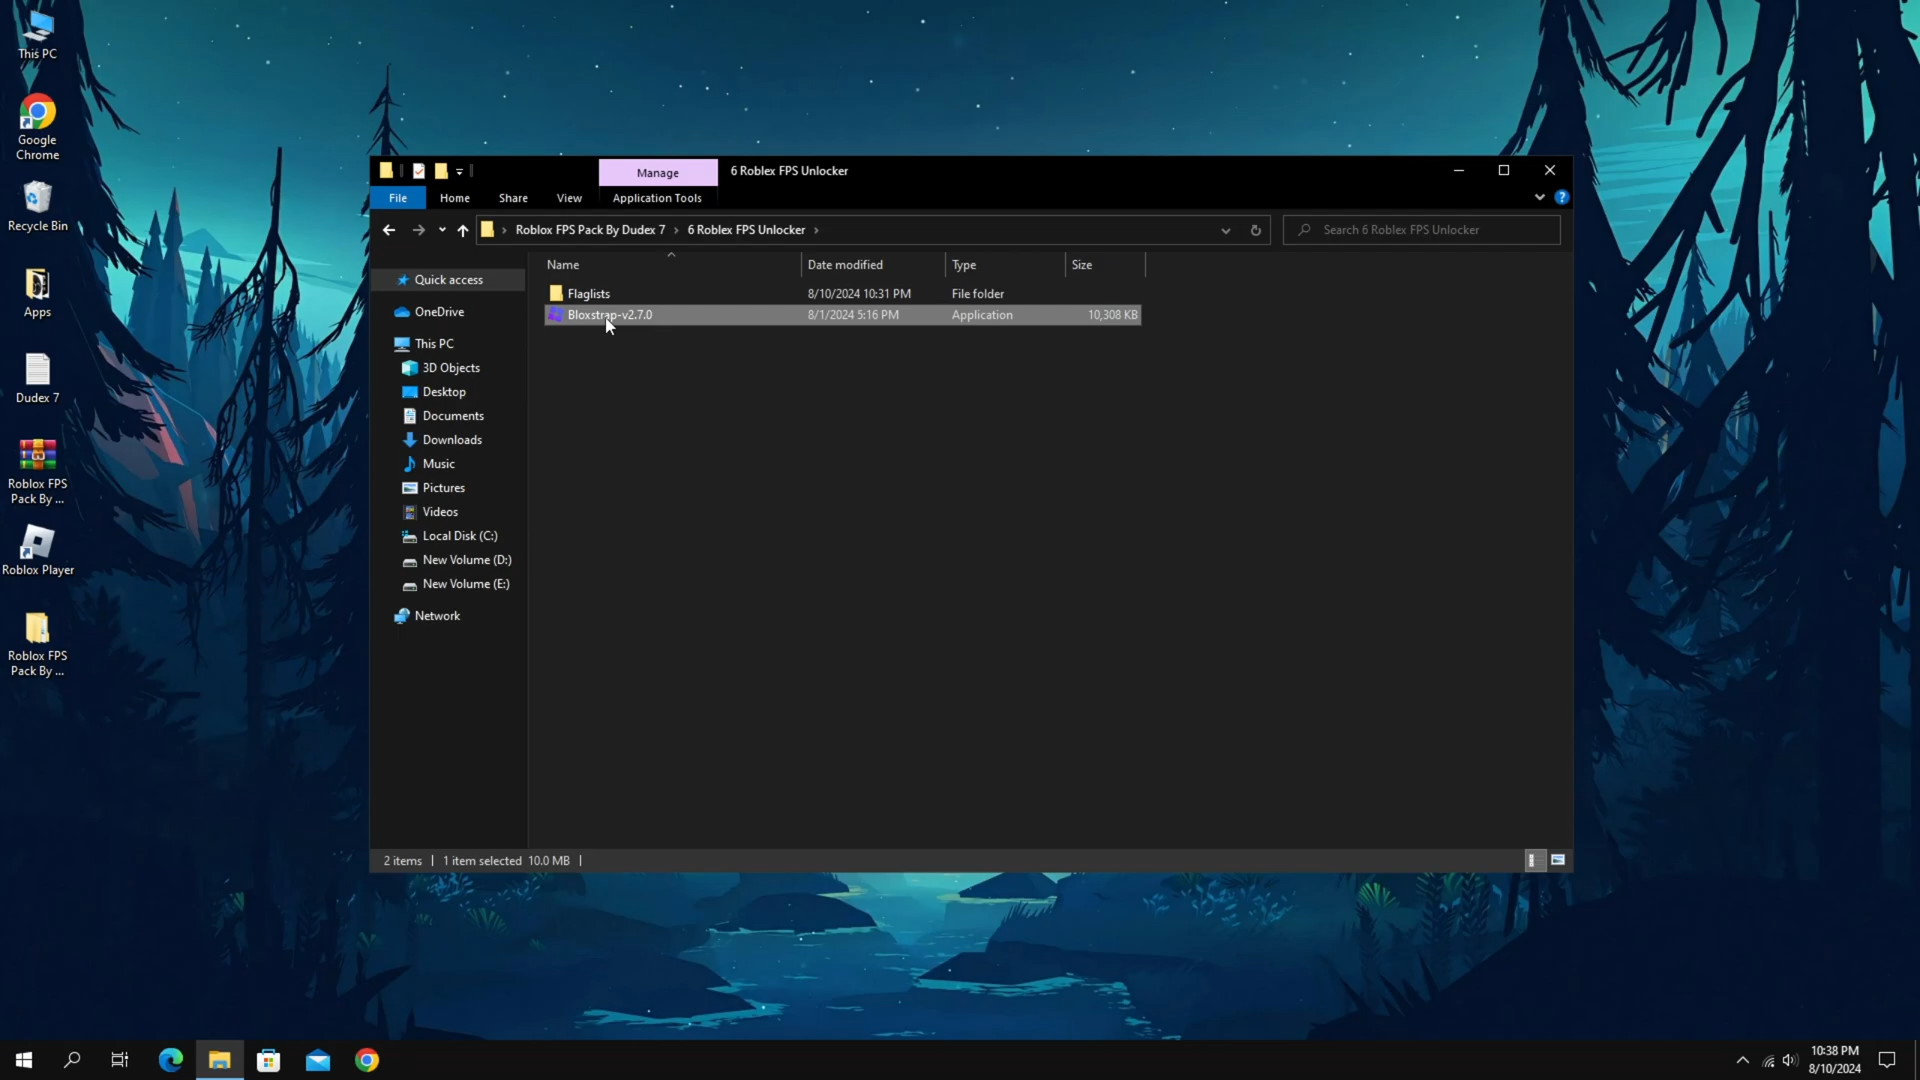 This PC
Google
Chrome
Recycle Bin
Apps
Dudex 7
Roblox FPS
Pack By ...
Roblox Player
Roblox FPS
Pack By ...
Manage
6 Roblex FPS Unlocker
File
Home
Share
View
Application Tools
Roblox FPS Pack By Dudex 7
6 Roblex FPS Unlocker
Search 6 Roblex FPS Unlocker
Name
Date modified
Type
Size
Flaglists
8/10/2024 10:31 PM
File folder
Bloxstrap-v2.7.0
8/1/2024 5:16 PM
Application
10,308 KB
Quick access
OneDrive
This PC
3D Objects
Desktop
Documents
Downloads
Music
Pictures
Videos
Local Disk (C:)
New Volume (D:)
New Volume (E:)
Network
2 items
1 item selected
10.0 MB
10:38 PM
8/10/2024